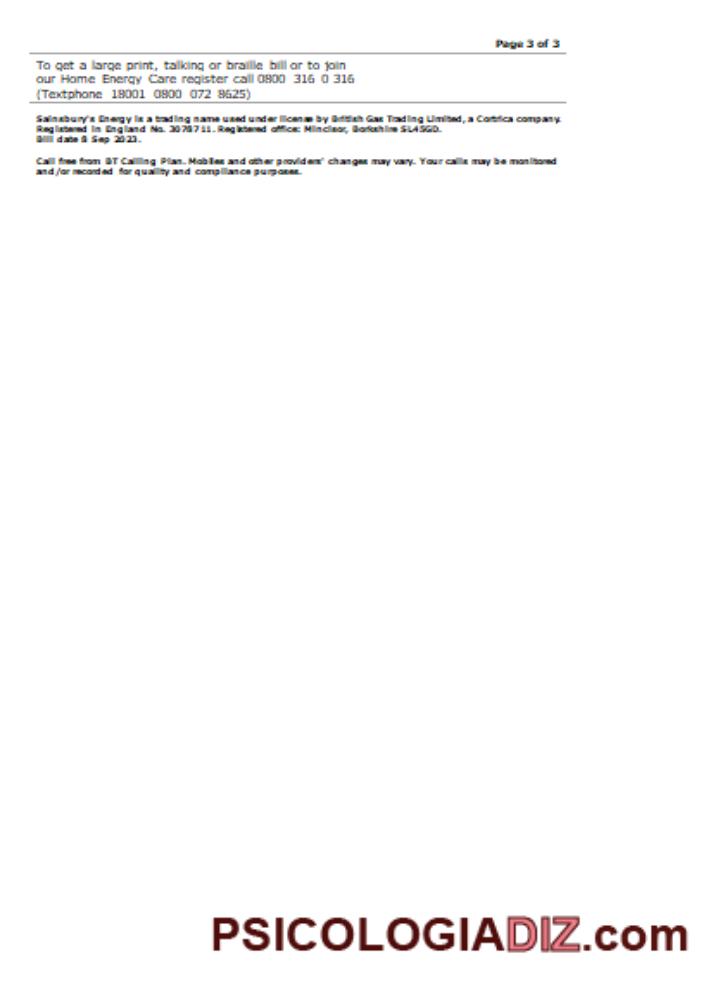 Page 3 of 3
To get a large print, talking or braille bill or to join
our Home Energy Care register call 0800 316 0 316
(Textphone 18001 0800 072 8625)
Sainsbury's Energy is a trading name used under license by British Gas Trading Limited, a Cortrica company.
Registered in England No. 3078711. Registered office: Mincisor, Borkshire SL45GD.
Bill date 8 Sep 2023.
Call free from BT Calling Plan. Mobiles and other providers' changes may vary. Your calls may be monitored
and/or recorded for quality and compliance purposes.
PSICOLOGIADIZ.com